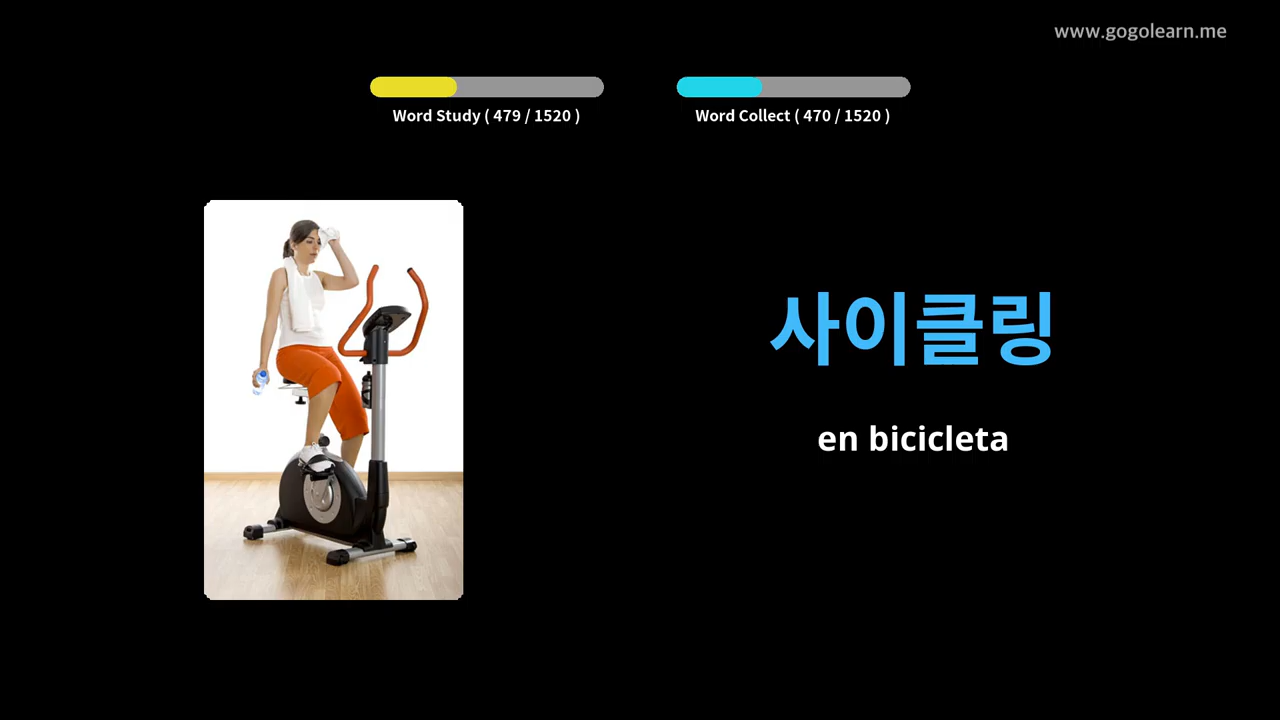 www.gogolearn.me
Word Study ( 479 / 1520 )
Word Collect ( 470 / 1520 )
사이클링
en bicicleta